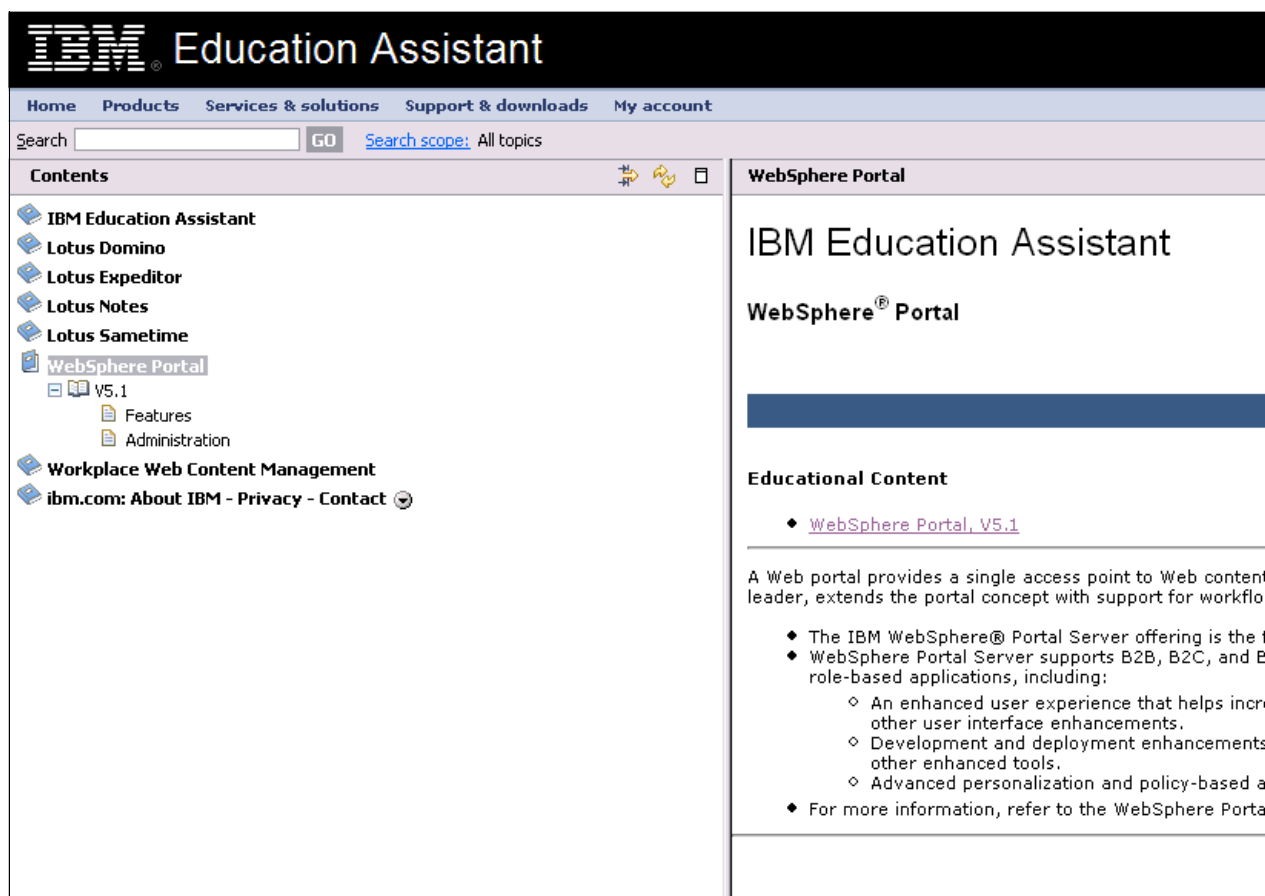 IBM® Education Assistant
Home Products Services & solutions Support & downloads My account
Search GO Search scope: All topics
Contents
IBM Education Assistant
Lotus Domino
Lotus Expeditor
Lotus Notes
Lotus Sametime
WebSphere Portal
V5.1
Features
Administration
Workplace Web Content Management
ibm.com: About IBM - Privacy - Contact
WebSphere Portal
IBM Education Assistant
WebSphere® Portal
Educational Content
WebSphere Portal, V5.1
A Web portal provides a single access point to Web content
leader, extends the portal concept with support for workflo
The IBM WebSphere® Portal Server offering is the
WebSphere Portal Server supports B2B, B2C, and
role-based applications, including:
An enhanced user experience that helps incre
other user interface enhancements.
Development and deployment enhancements
other enhanced tools.
Advanced personalization and policy-based a
For more information, refer to the WebSphere Porta